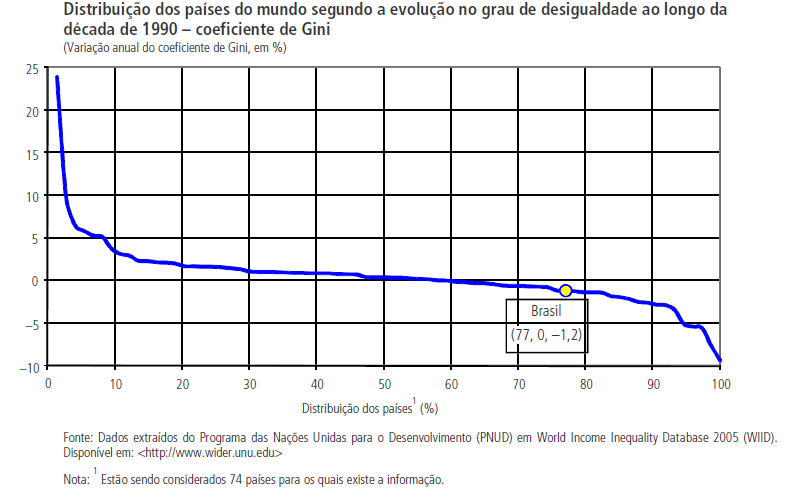 Distribuição dos países do mundo segundo a evolução no grau de desigualdade ao longo da
década de 1990 – coeficiente de Gini
(Variação anual do coeficiente de Gini, em %)
25
20
15
10
5
0
–5
–10
Brasil
(77, 0, –1,2)
0 10 20 30 40 50 60 70 80 90 100
Distribuição dos países1 (%)
Fonte: Dados extraídos do Programa das Nações Unidas para o Desenvolvimento (PNUD) em World Income Inequality Database 2005 (WIID).
Disponível em: <http://www.wider.unu.edu>
Nota: 1 Estão sendo considerados 74 países para os quais existe a informação.